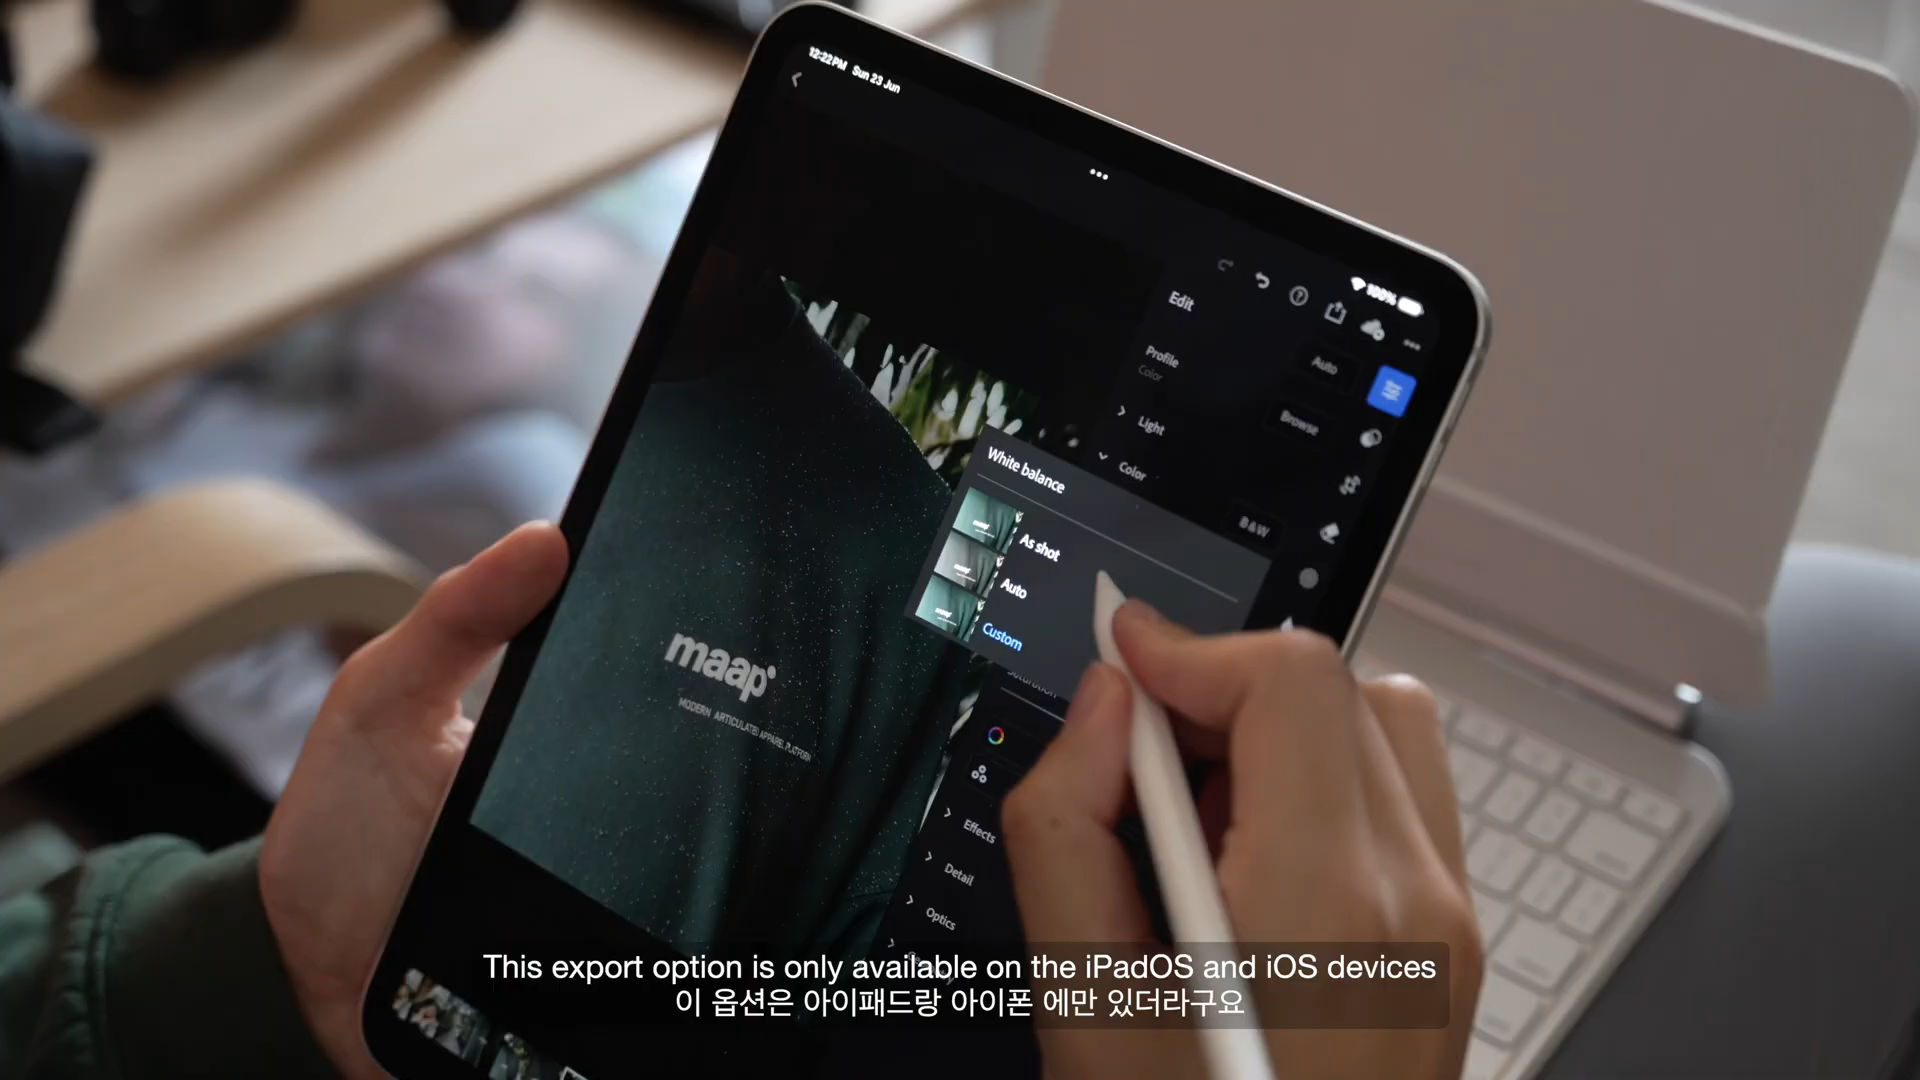 12:22PM Sun 23 Jun
100%
Edit
Profile
Color
Auto
Browse
Light
Color
B&W
White balance
As shot
Auto
Custom
Saturation
Effects
Detail
Optics
maap
MODERN ARTICULATED APPAREL PLATFORM
This export option is only available on the iPadOS and iOS devices
이 옵션은 아이패드랑 아이폰 에만 있더라구요